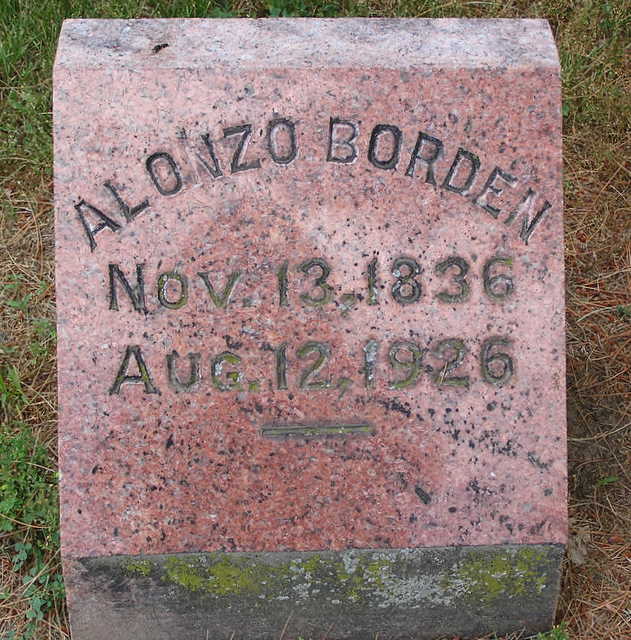 ALONZO BORDEN
NOV. 13, 1836
AUG. 12, 1926